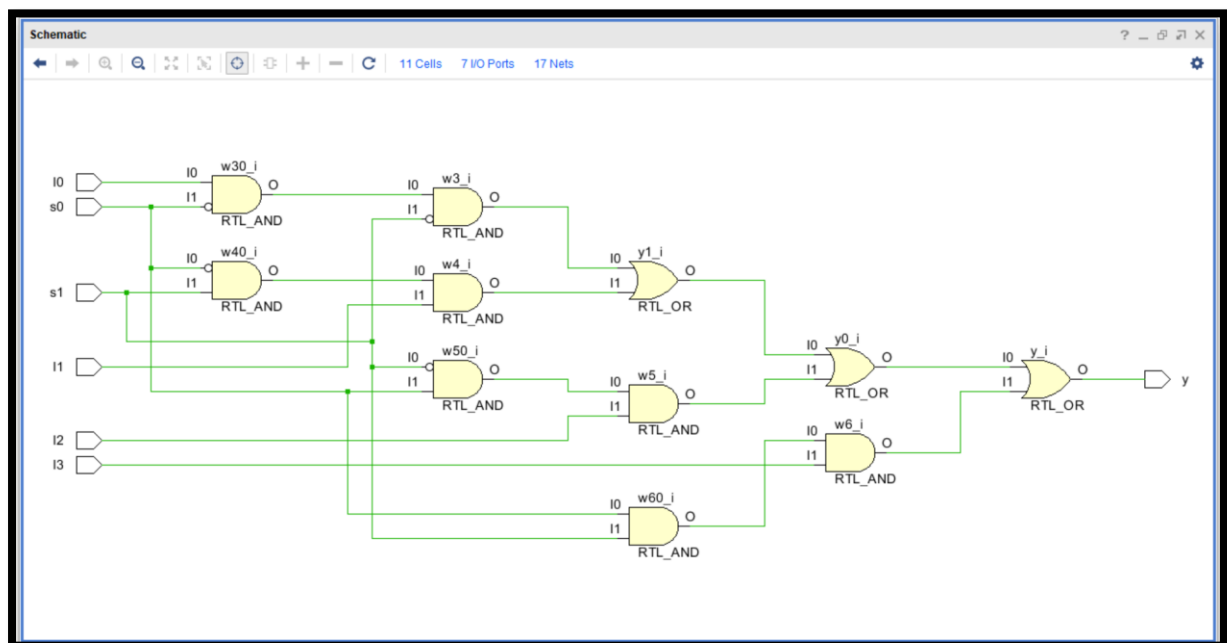 Schematic
? _
11 Cells 7 I/O Ports 17 Nets
I0
s0
s1
I1
I2
I3
w30_i
I0
I1
O
RTL_AND
w40_i
I0
I1
O
RTL_AND
w3_i
I0
I1
O
RTL_AND
w4_i
I0
I1
O
RTL_AND
w50_i
I0
I1
O
RTL_AND
y1_i
I0
I1
O
RTL_OR
w5_i
I0
I1
O
RTL_AND
w60_i
I0
I1
O
RTL_AND
y0_i
I0
I1
O
RTL_OR
w6_i
I0
I1
O
RTL_AND
y_i
I0
I1
O
RTL_OR
y